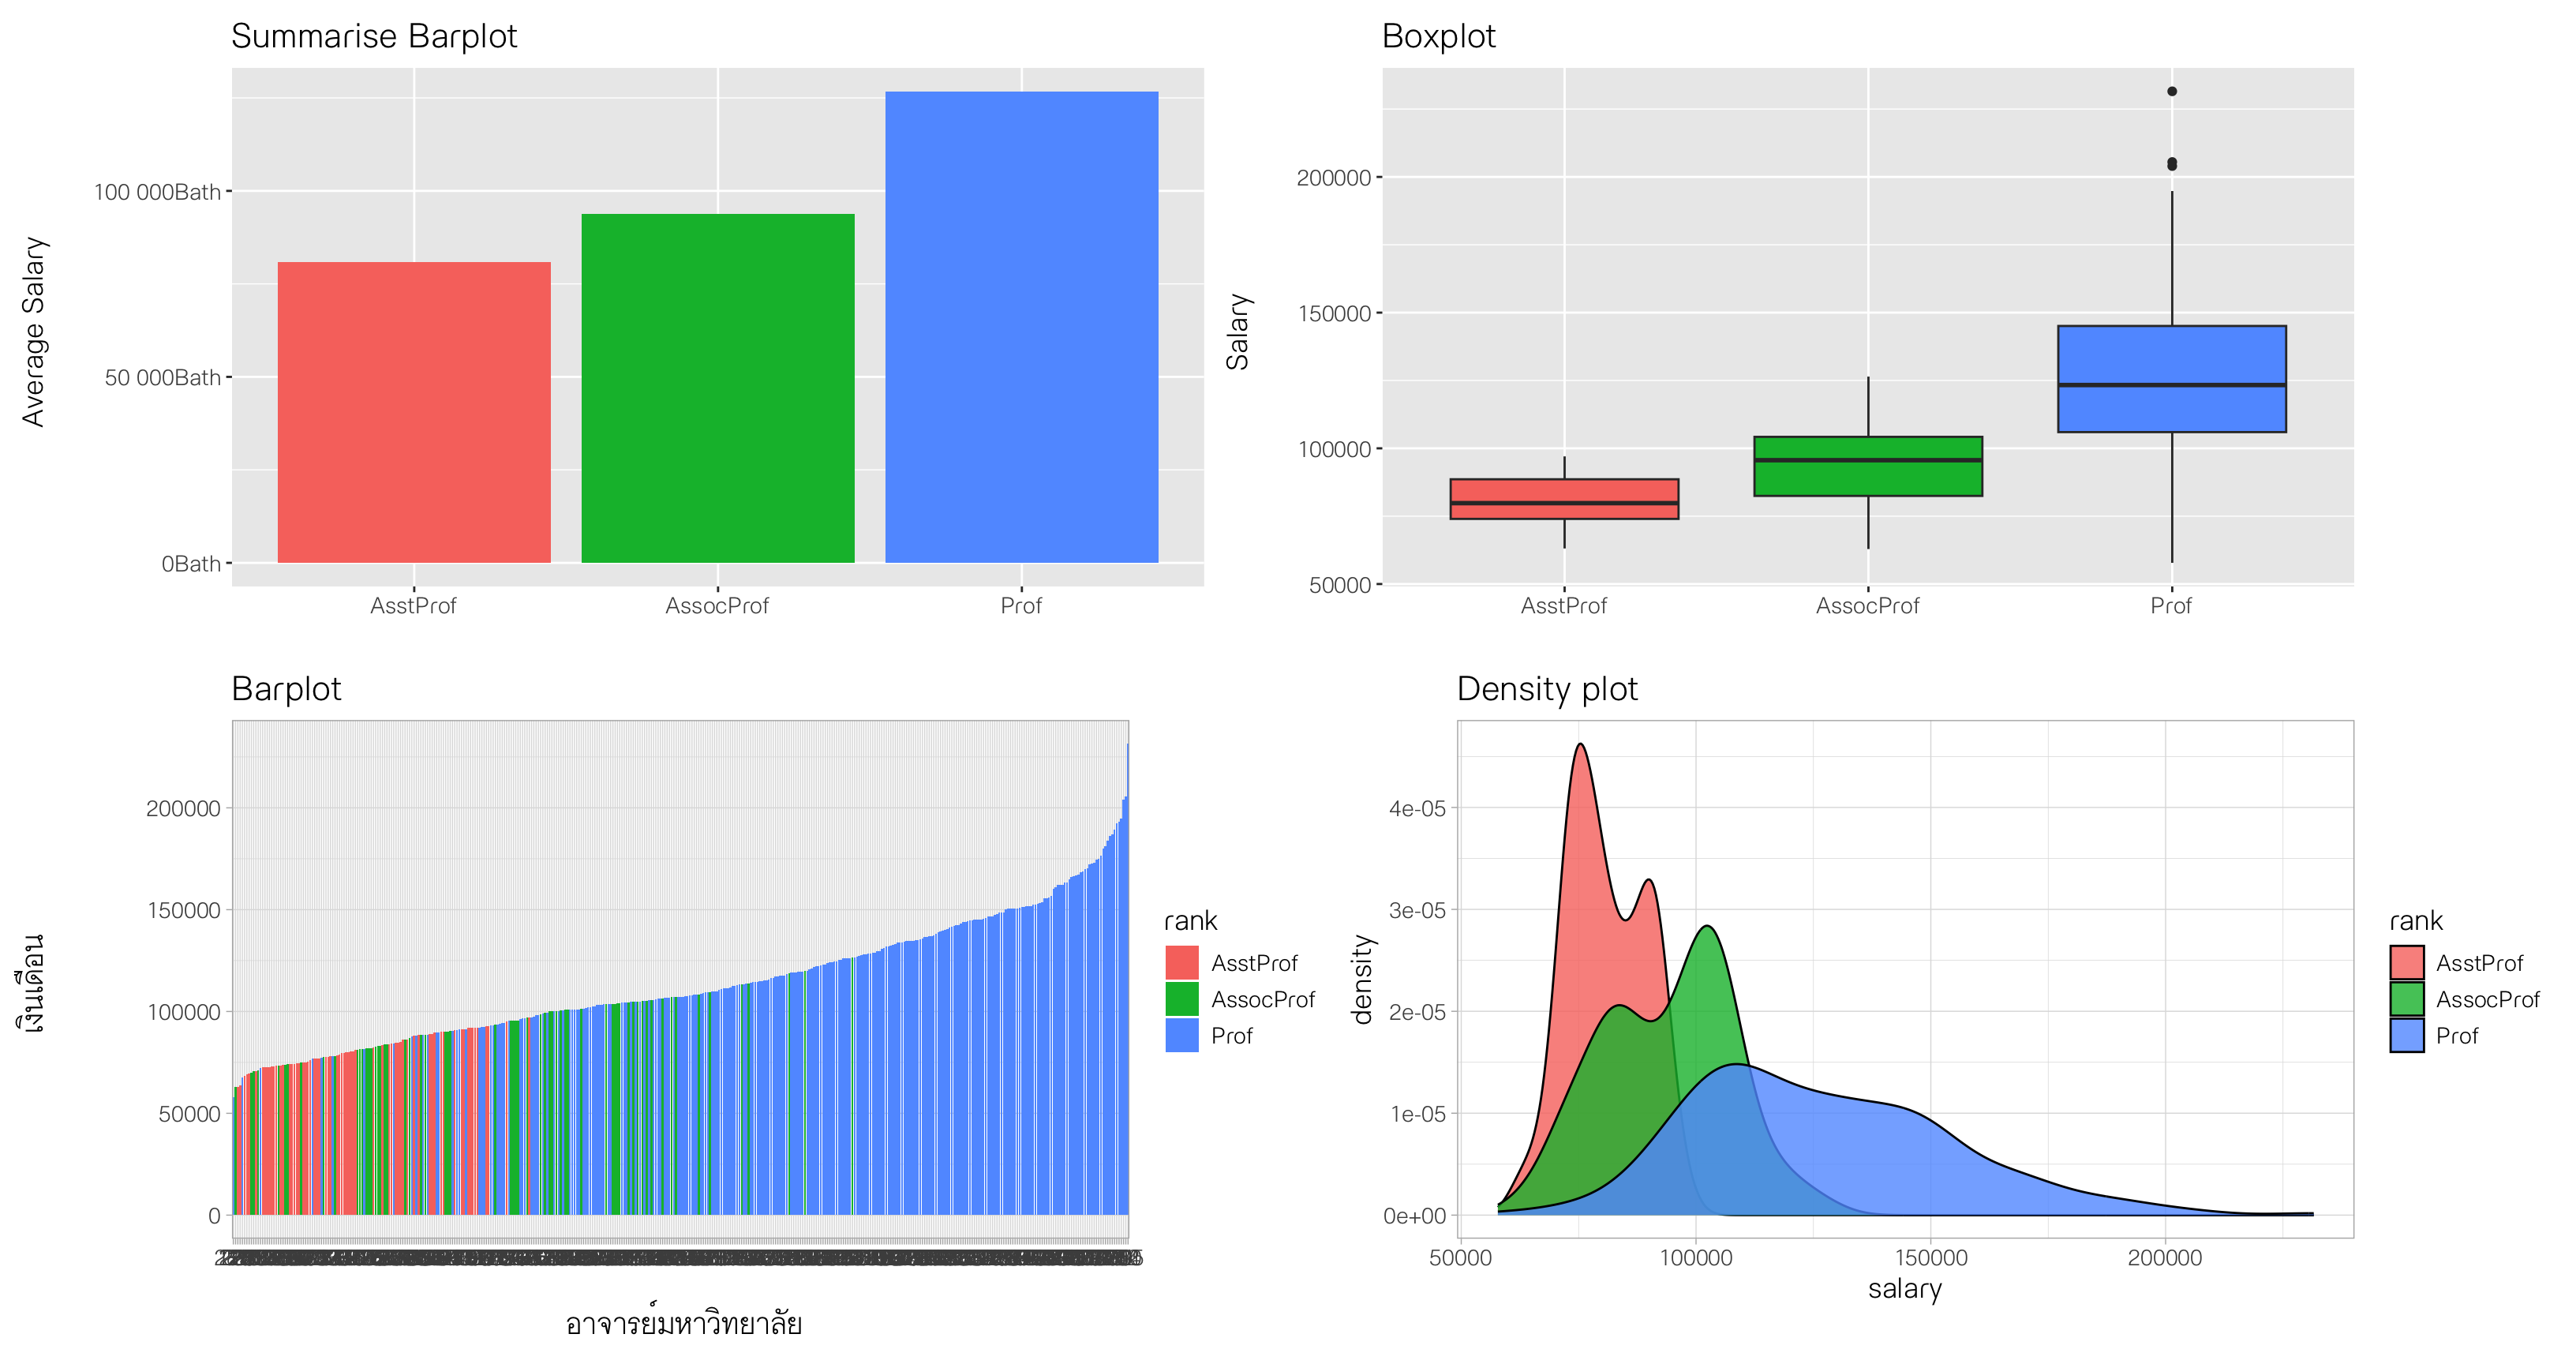 Summarise Barplot
Average Salary
100 000Bath
50 000Bath
0Bath
AsstProf AssocProf Prof
Boxplot
Salary
200000
150000
100000
50000
AsstProf AssocProf Prof
Barplot
เงินเดือน
200000
150000
100000
50000
0
อาจารย์มหาวิทยาลัย
rank
AsstProf
AssocProf
Prof
Density plot
density
4e-05
3e-05
2e-05
1e-05
0e+00
50000 100000 150000 200000
salary
rank
AsstProf
AssocProf
Prof